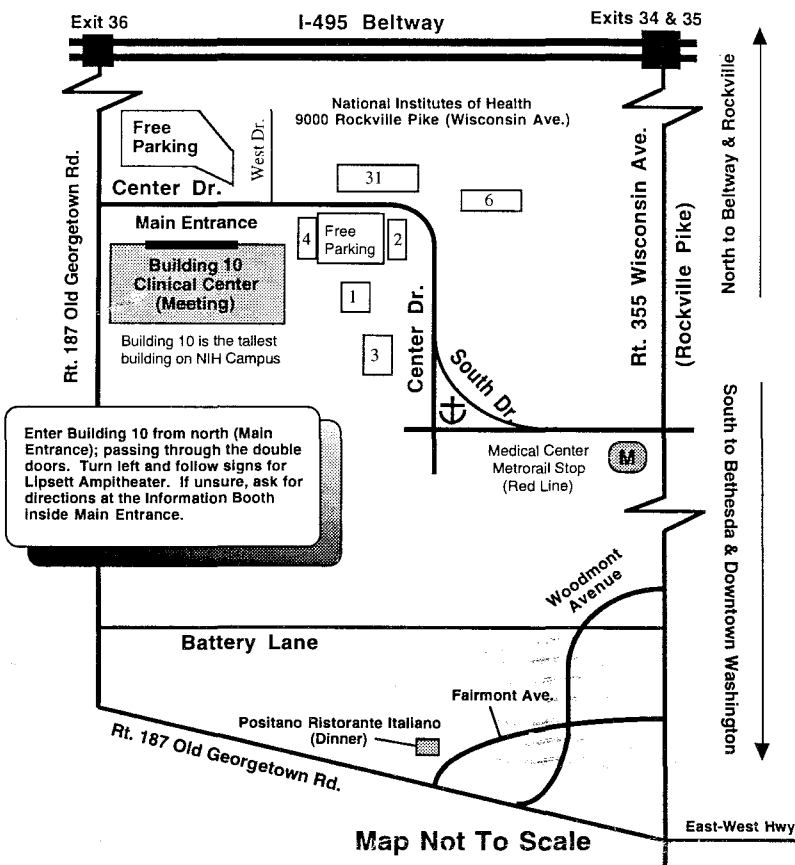 Exit 36
I-495 Beltway
Exits 34 & 35
National Institutes of Health
9000 Rockville Pike (Wisconsin Ave.)
Free
Parking
West Dr.
Center Dr.
31
6
Main Entrance
4
Free
Parking
2
Building 10
Clinical Center
(Meeting)
1
Building 10 is the tallest
building on NIH Campus
3
Center Dr.
South Dr.
Rt. 187 Old Georgetown Rd.
Rt. 355 Wisconsin Ave.
(Rockville Pike)
North to Beltway & Rockville
South to Bethesda & Downtown Washington
Enter Building 10 from north (Main
Entrance); passing through the double
doors. Turn left and follow signs for
Lipsett Ampitheater. If unsure, ask for
directions at the Information Booth
inside Main Entrance.
Medical Center
Metrorail Stop
(Red Line)
M
Woodmont
Avenue
Battery Lane
Fairmont Ave.
Positano Ristorante Italiano
(Dinner)
Rt. 187 Old Georgetown Rd.
East-West Hwy
Map Not To Scale